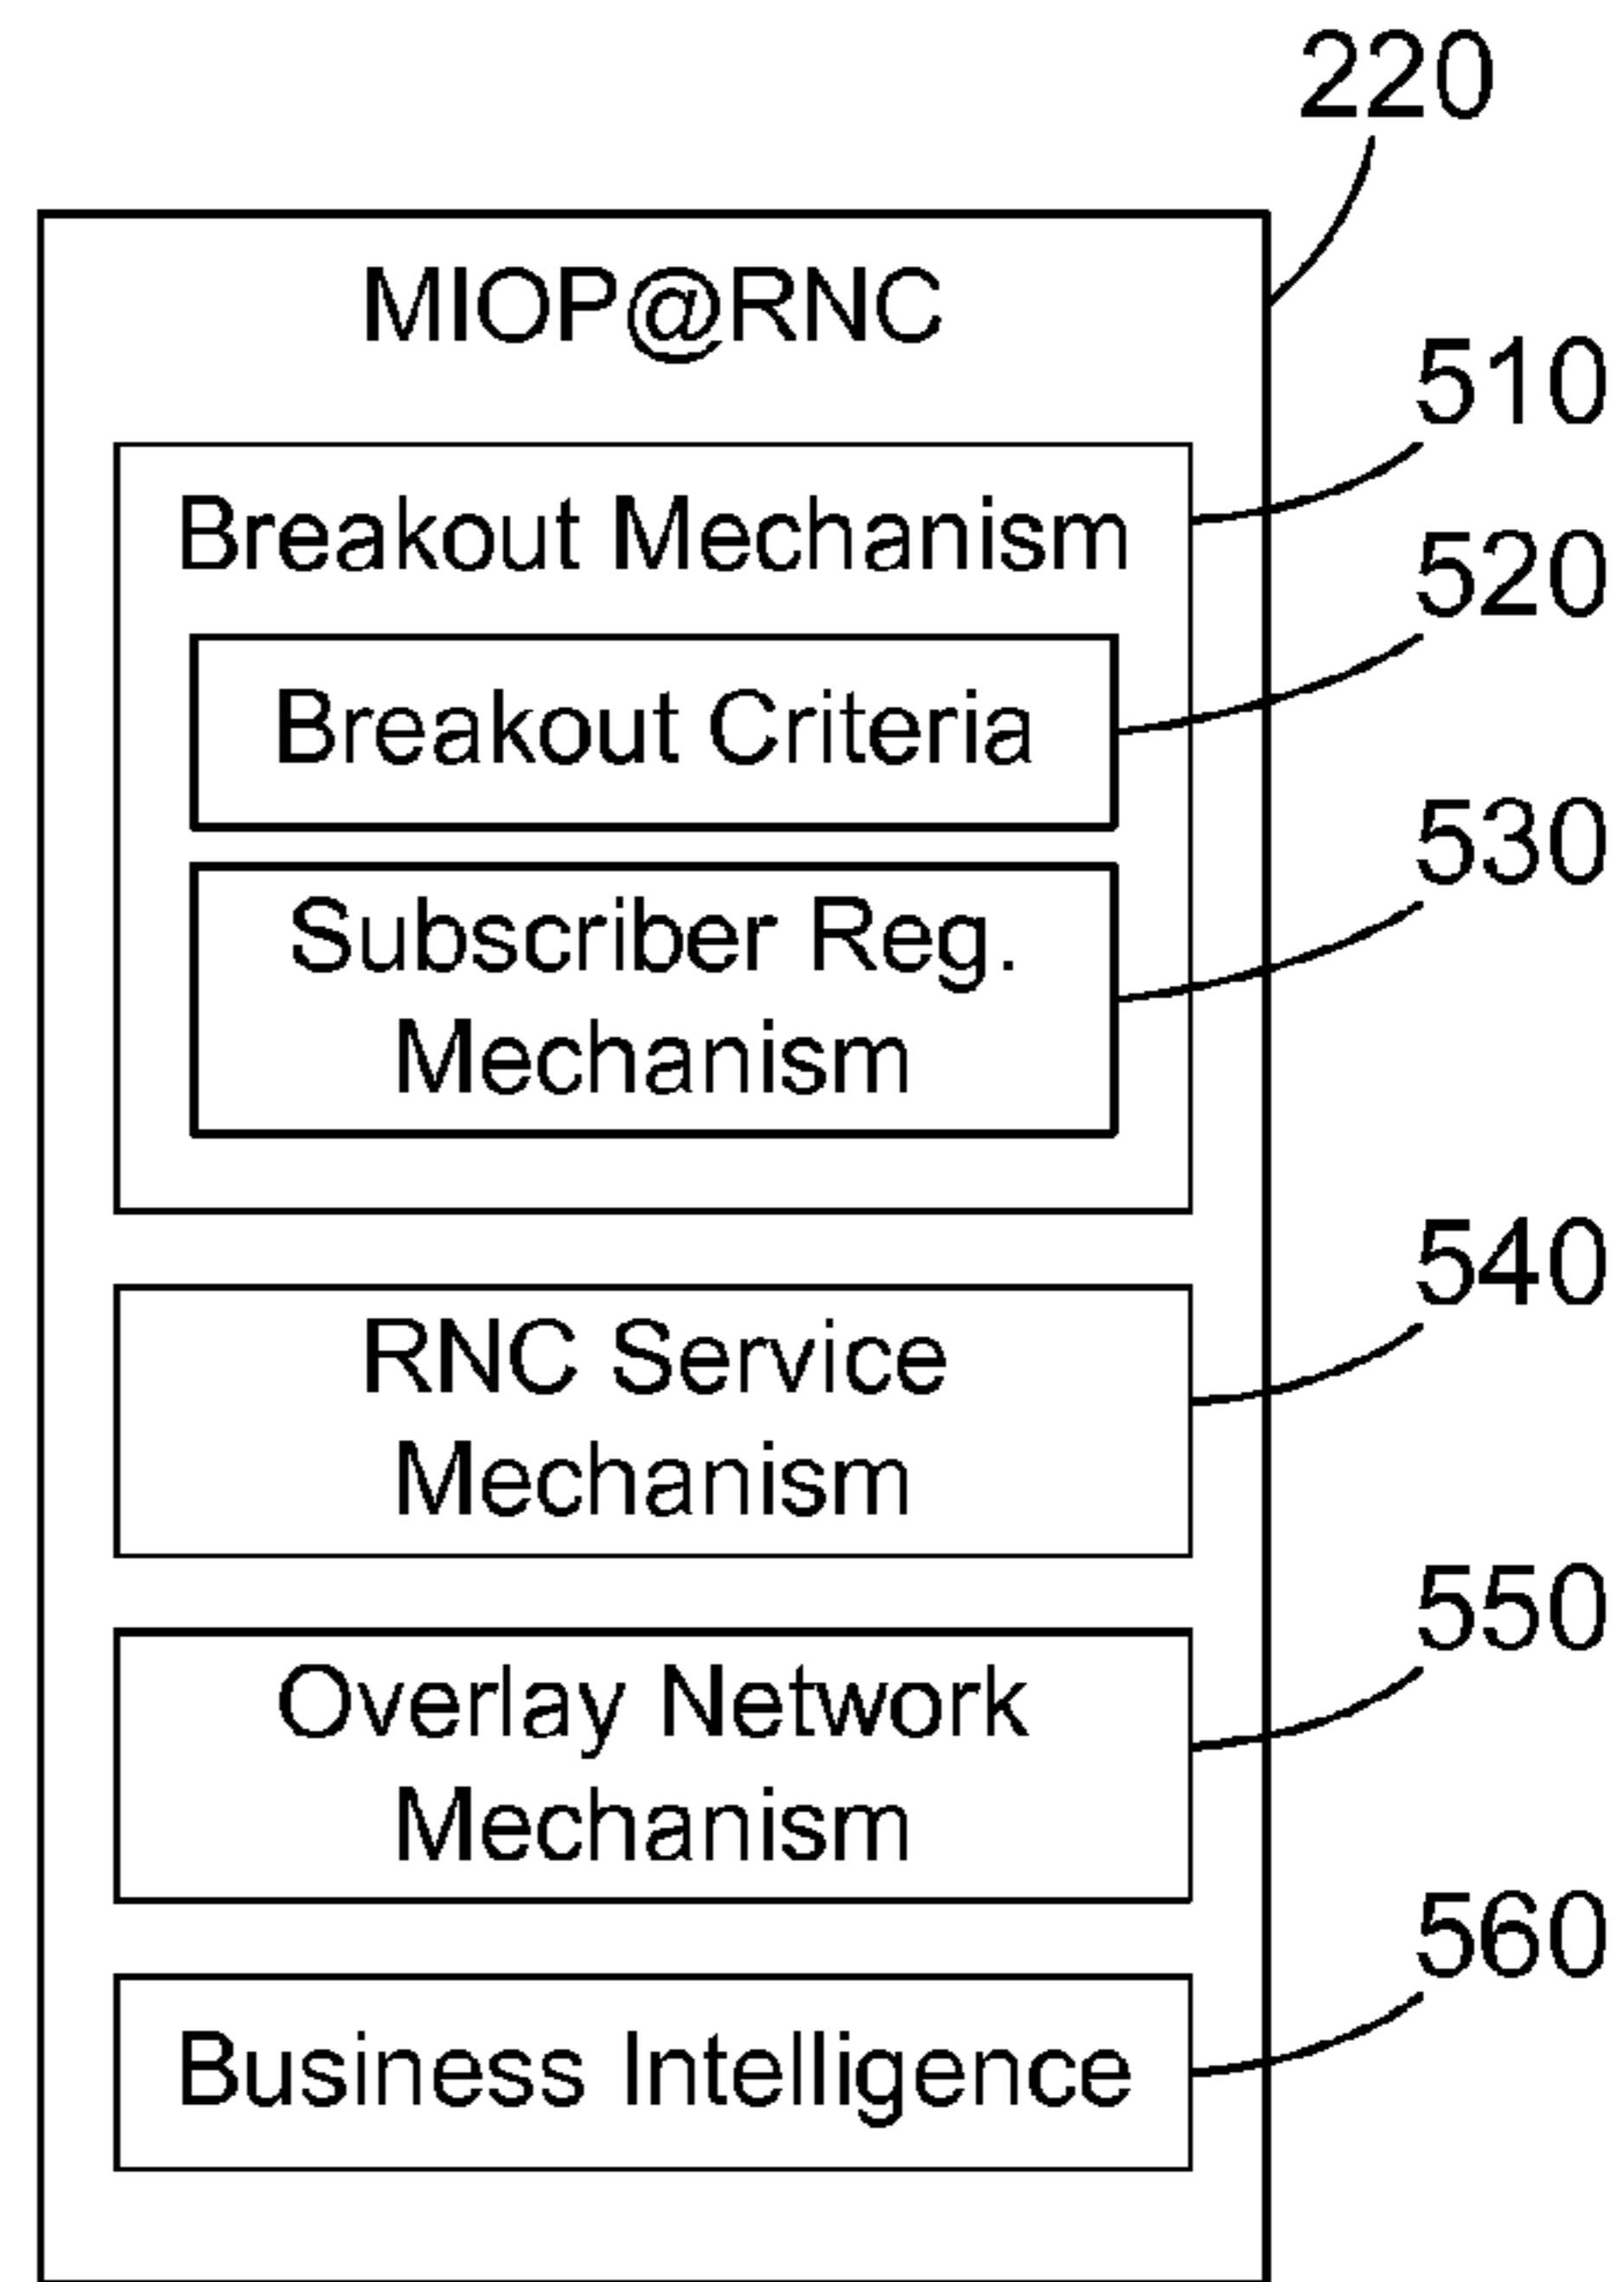 220
MIOP@RNC
510
Breakout Mechanism
520
Breakout Criteria
530
Subscriber Reg.
Mechanism
540
RNC Service
Mechanism
550
Overlay Network
Mechanism
560
Business Intelligence